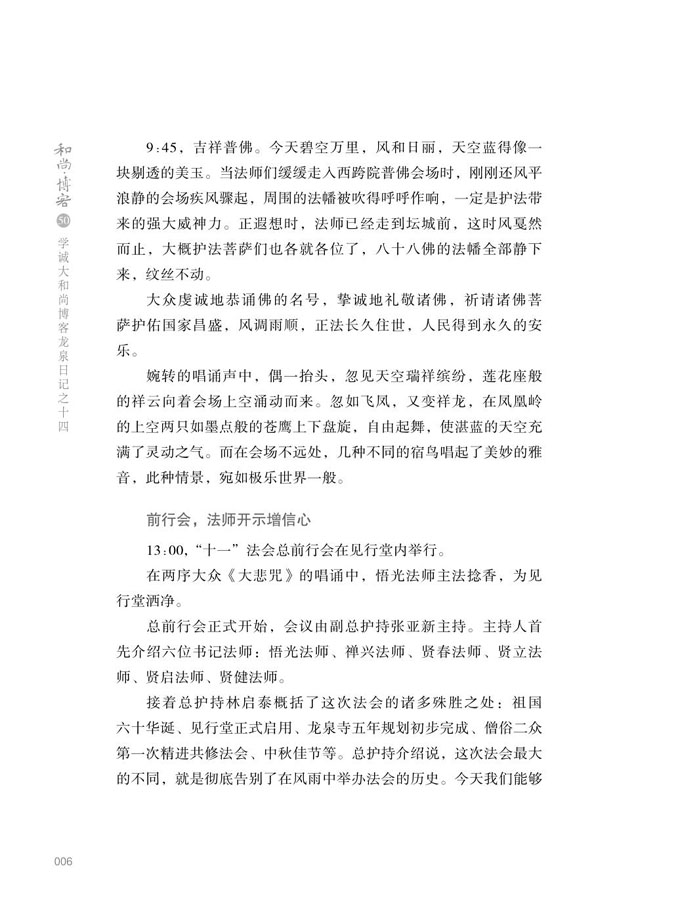 和尚·博客
50
学诚大和尚博客龙泉日记之十四
9:45，吉祥普佛。今天碧空万里，风和日丽，天空蓝得像一
块剔透的美玉。当法师们缓缓走入西跨院普佛会场时，刚刚还风平
浪静的会场疾风骤起，周围的法幡被吹得呼呼作响，一定是护法带
来的强大威神力。正遐想时，法师已经走到坛城前，这时风戛然
而止，大概护法菩萨们也各就各位了，八十八佛的法幡全部静下
来，纹丝不动。
大众虔诚地恭诵佛的名号，挚诚地礼敬诸佛，祈请诸佛菩
萨护佑国家昌盛，风调雨顺，正法长久住世，人民得到永久的安
乐。
婉转的唱诵声中，偶一抬头，忽见天空瑞祥缤纷，莲花座般
的祥云向着会场上空涌动而来。忽如飞凤，又变祥龙，在凤凰岭
的上空两只如墨点般的苍鹰上下盘旋，自由起舞，使湛蓝的天空充
满了灵动之气。而在会场不远处，几种不同的宿鸟唱起了美妙的雅
音，此种情景，宛如极乐世界一般。
前行会，法师开示增信心
13:00，“十一”法会总前行会在见行堂内举行。
在两序大众《大悲咒》的唱诵中，悟光法师主法捻香，为见
行堂洒净。
总前行会正式开始，会议由副总护持张亚新主持。主持人首
先介绍六位书记法师：悟光法师、禅兴法师、贤春法师、贤立法
师、贤启法师、贤健法师。
接着总护持林启泰概括了这次法会的诸多殊胜之处：祖国
六十华诞、见行堂正式启用、龙泉寺五年规划初步完成、僧俗二众
第一次精进共修法会、中秋佳节等。总护持介绍说，这次法会最大
的不同，就是彻底告别了在风雨中举办法会的历史。今天我们能够
006